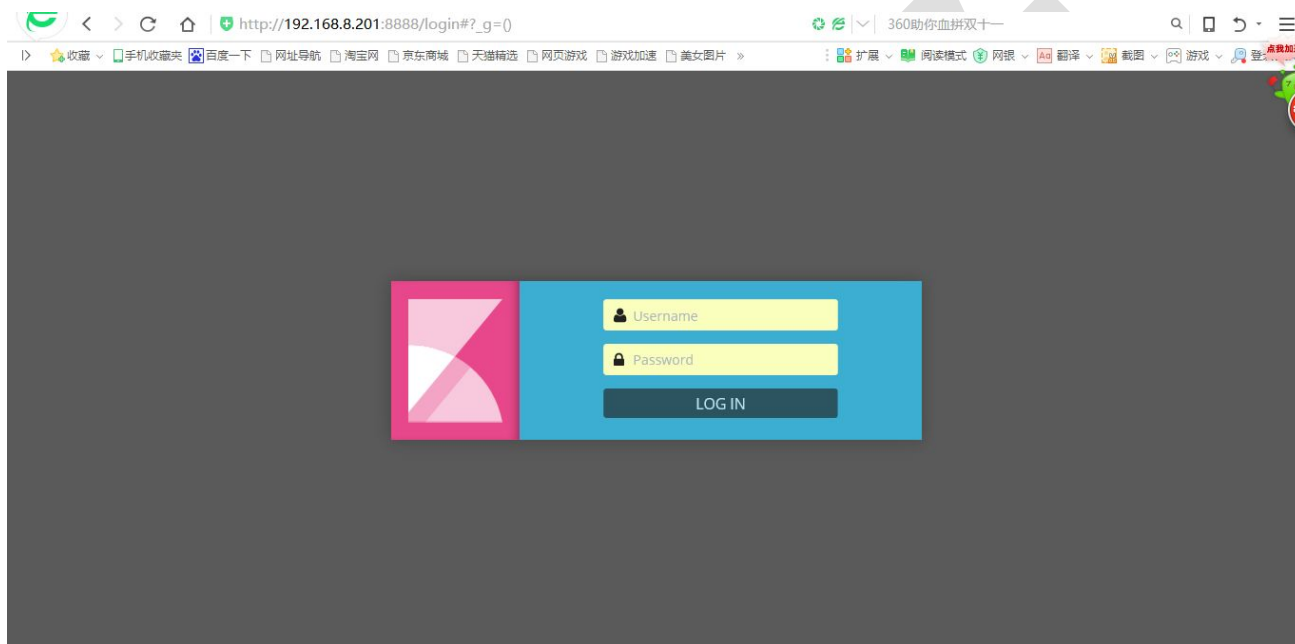 http://192.168.8.201:8888/login#?_g=()
360助你血拼双十一
收藏 手机收藏夹 百度一下 网址导航 淘宝网 京东商城 天猫精选 网页游戏 游戏加速 美女图片 » 扩展 阅读模式 网银 翻译 截图 游戏
点我加
Username
Password
LOG IN